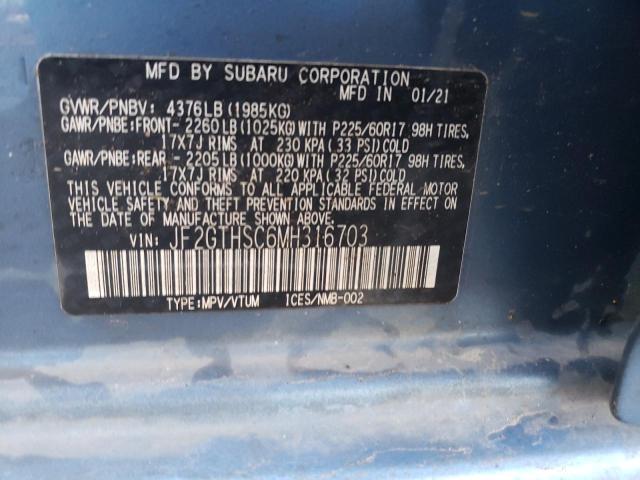 MFD BY SUBARU CORPORATION
MFD IN 01/21
GVWR/PNBV: 4376LB (1985KG)
GAWR/PNBE:FRONT- 2260LB (1025KG) WITH P225/60R17 98H TIRES,
17X7J RIMS AT 230 KPA (33 PSI) COLD
GAWR/PNBE:REAR - 2205LB (1000KG) WITH P225/60R17 98H TIRES,
17X7J RIMS AT 220 KPA (32 PSI) COLD
THIS VEHICLE CONFORMS TO ALL APPLICABLE FEDERAL MOTOR
VEHICLE SAFETY AND THEFT PREVENTION STANDARDS IN EFFECT ON
THE DATE OF MANUFACTURE SHOWN ABOVE.
VIN: JF2GTHSC6MH316703
TYPE:MPV/VTUM ICES/NMB-002